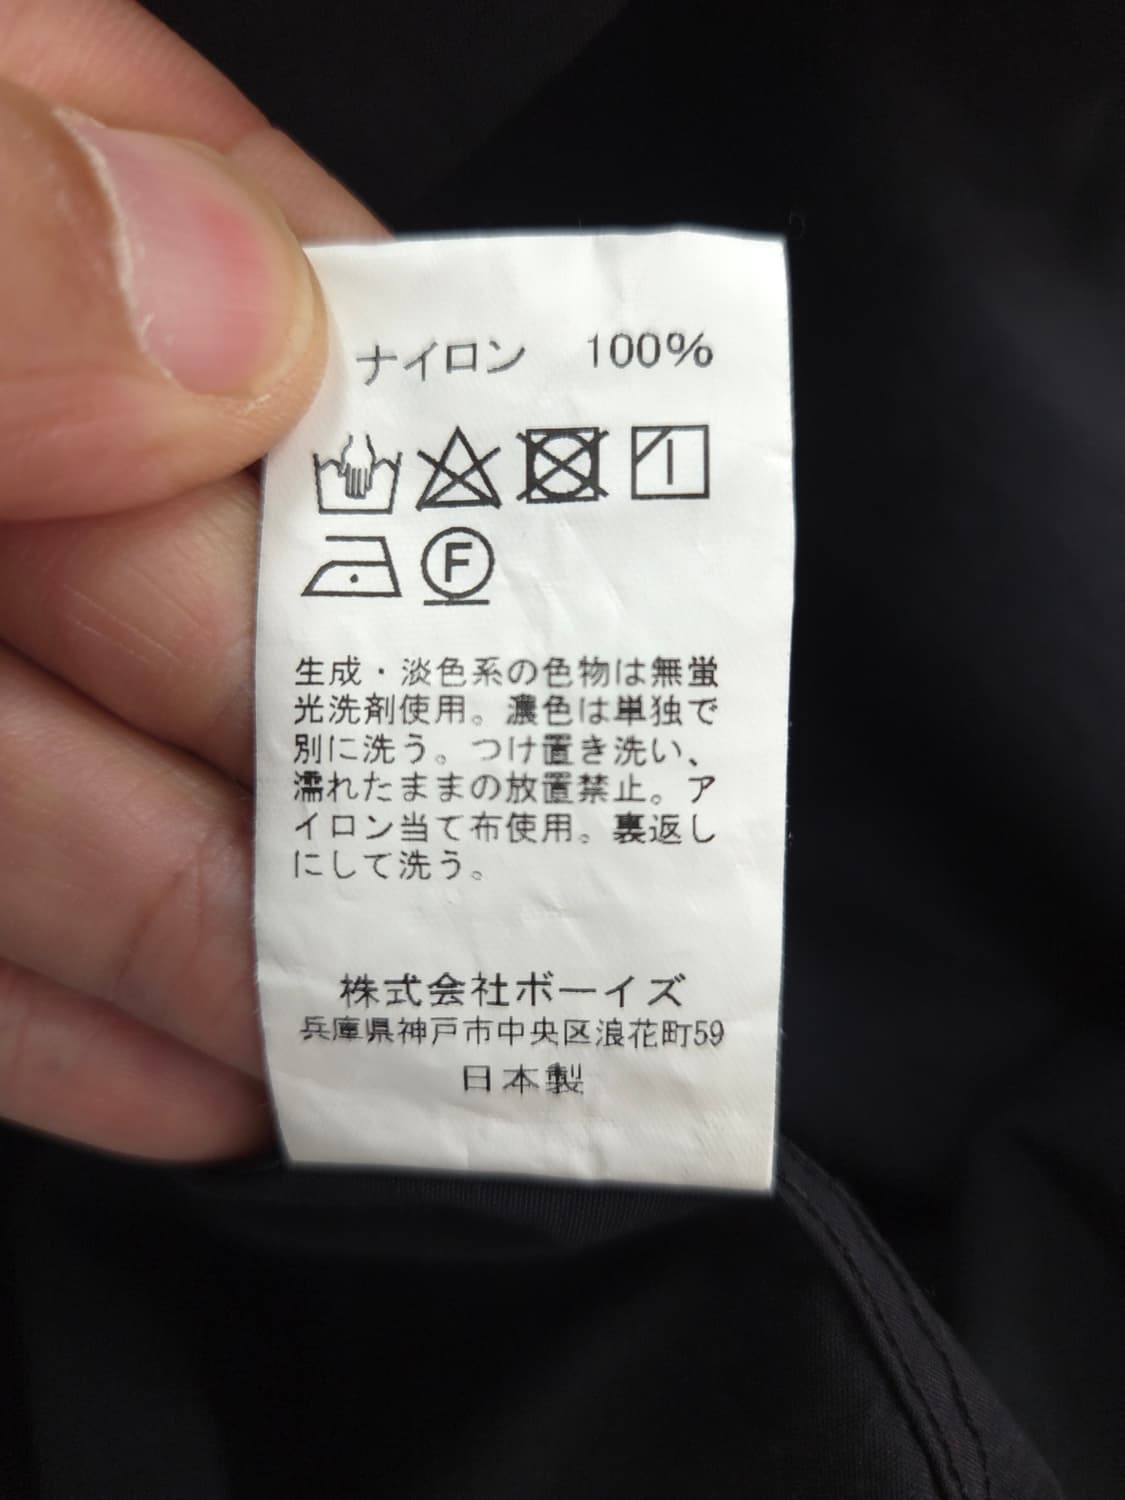 ナイロン 100%
F
生成・淡色系の色物は無蛍
光洗剤使用。濃色は単独で
別に洗う。つけ置き洗い、
濡れたままの放置禁止。ア
イロン当て布使用。裏返し
にして洗う。
株式会社ボーイズ
兵庫県神戸市中央区浪花町59
日本製